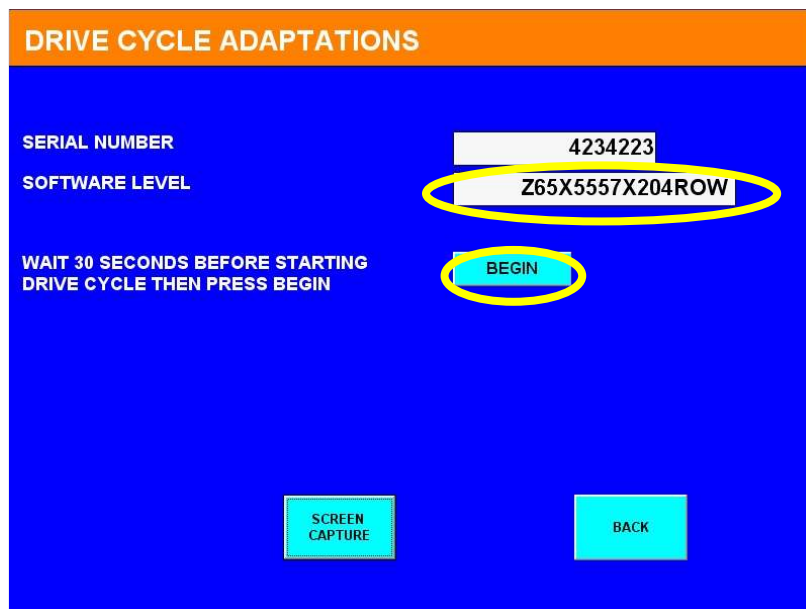 DRIVE CYCLE ADAPTATIONS
SERIAL NUMBER 4234223
SOFTWARE LEVEL Z65X5557X204ROW
WAIT 30 SECONDS BEFORE STARTING
DRIVE CYCLE THEN PRESS BEGIN
BEGIN
SCREEN
CAPTURE
BACK